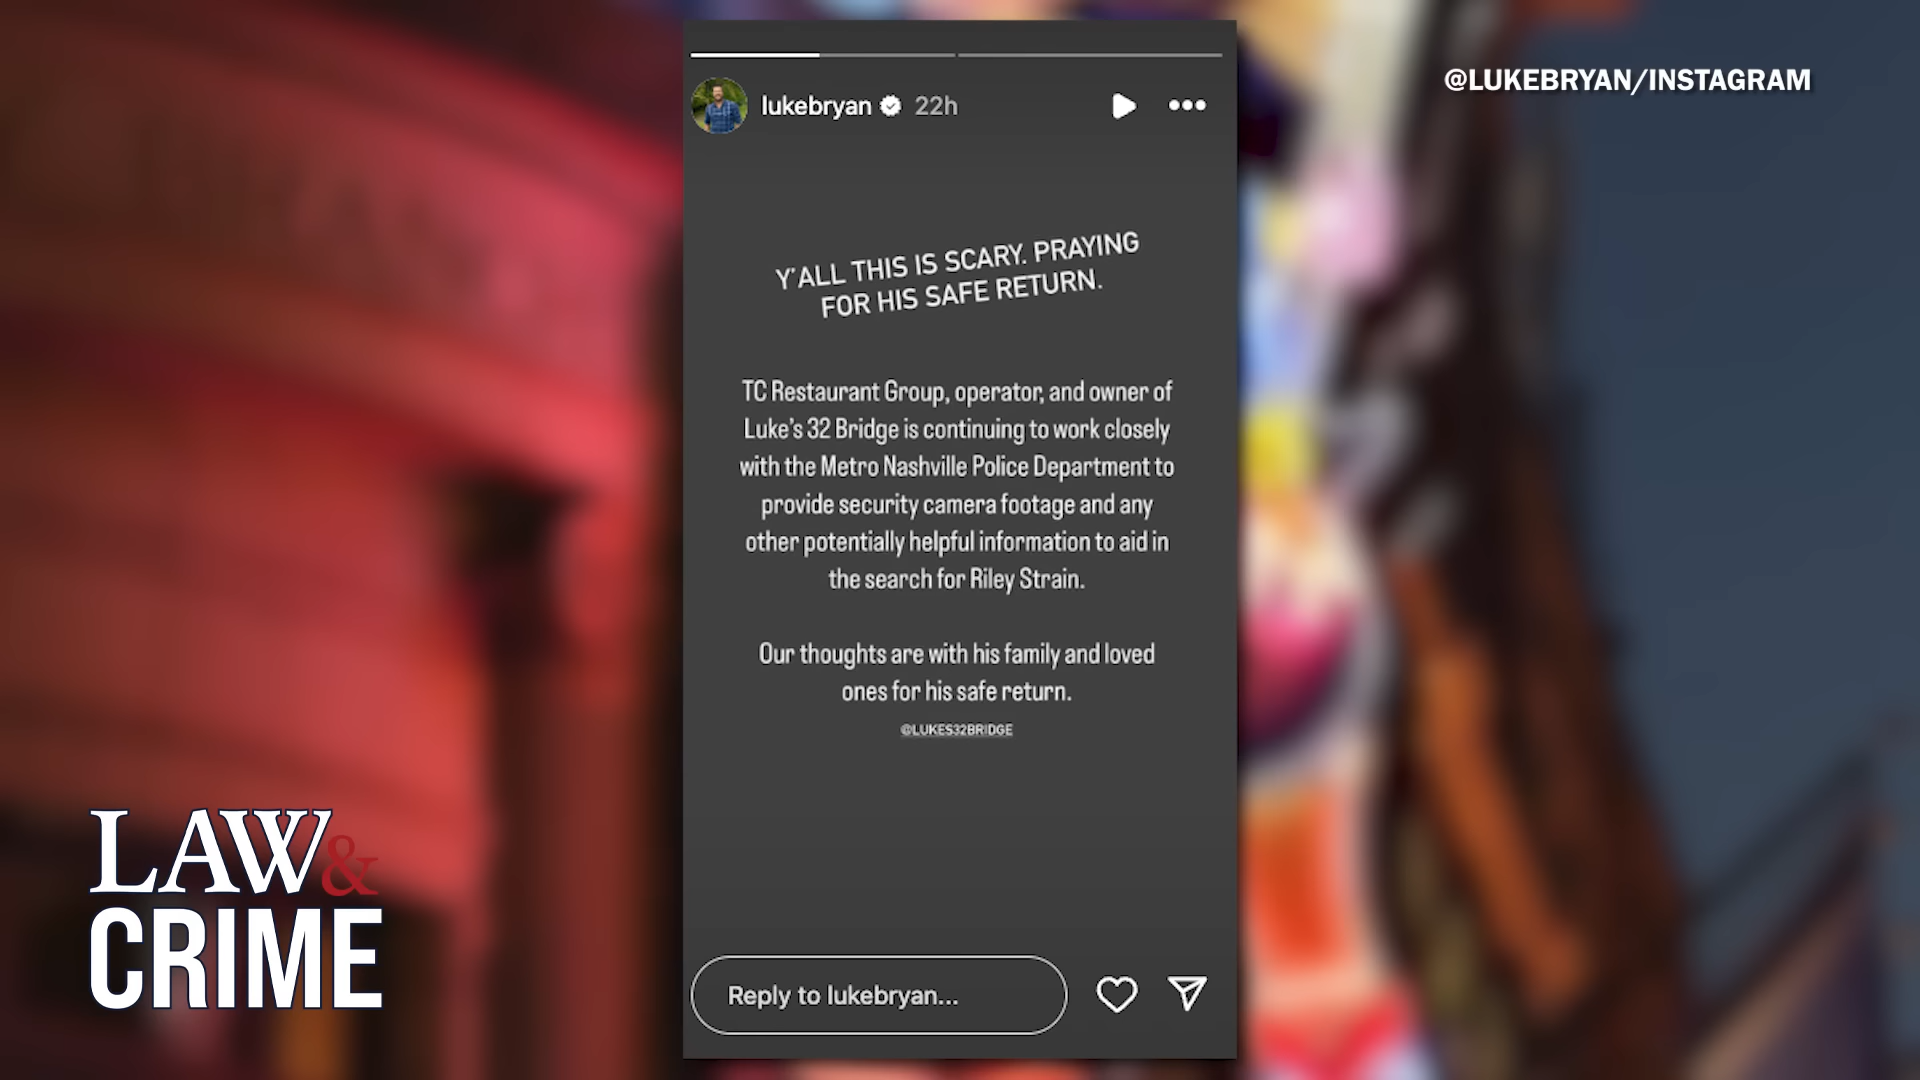 @LUKEBRYAN/INSTAGRAM
lukebryan 22h
Y'ALL THIS IS SCARY. PRAYING
FOR HIS SAFE RETURN.
TC Restaurant Group, operator, and owner of
Luke's 32 Bridge is continuing to work closely
with the Metro Nashville Police Department to
provide security camera footage and any
other potentially helpful information to aid in
the search for Riley Strain.
Our thoughts are with his family and loved
ones for his safe return.
@LUKES32BRIDGE
Reply to lukebryan...
LAW&
CRIME